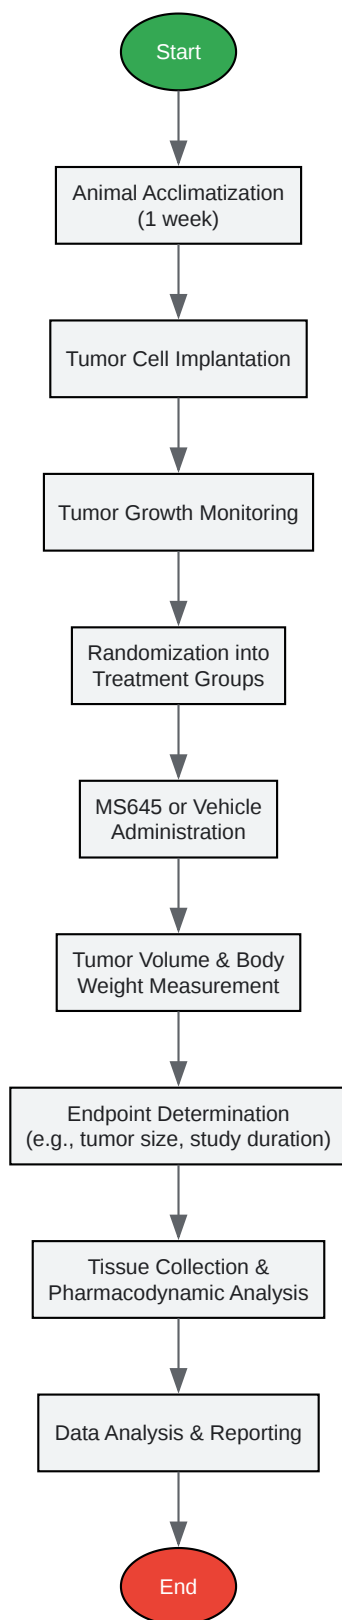 Start
Animal Acclimatization
(1 week)
Tumor Cell Implantation
Tumor Growth Monitoring
Randomization into
Treatment Groups
MS645 or Vehicle
Administration
Tumor Volume & Body
Weight Measurement
Endpoint Determination
(e.g., tumor size, study duration)
Tissue Collection &
Pharmacodynamic Analysis
Data Analysis & Reporting
End